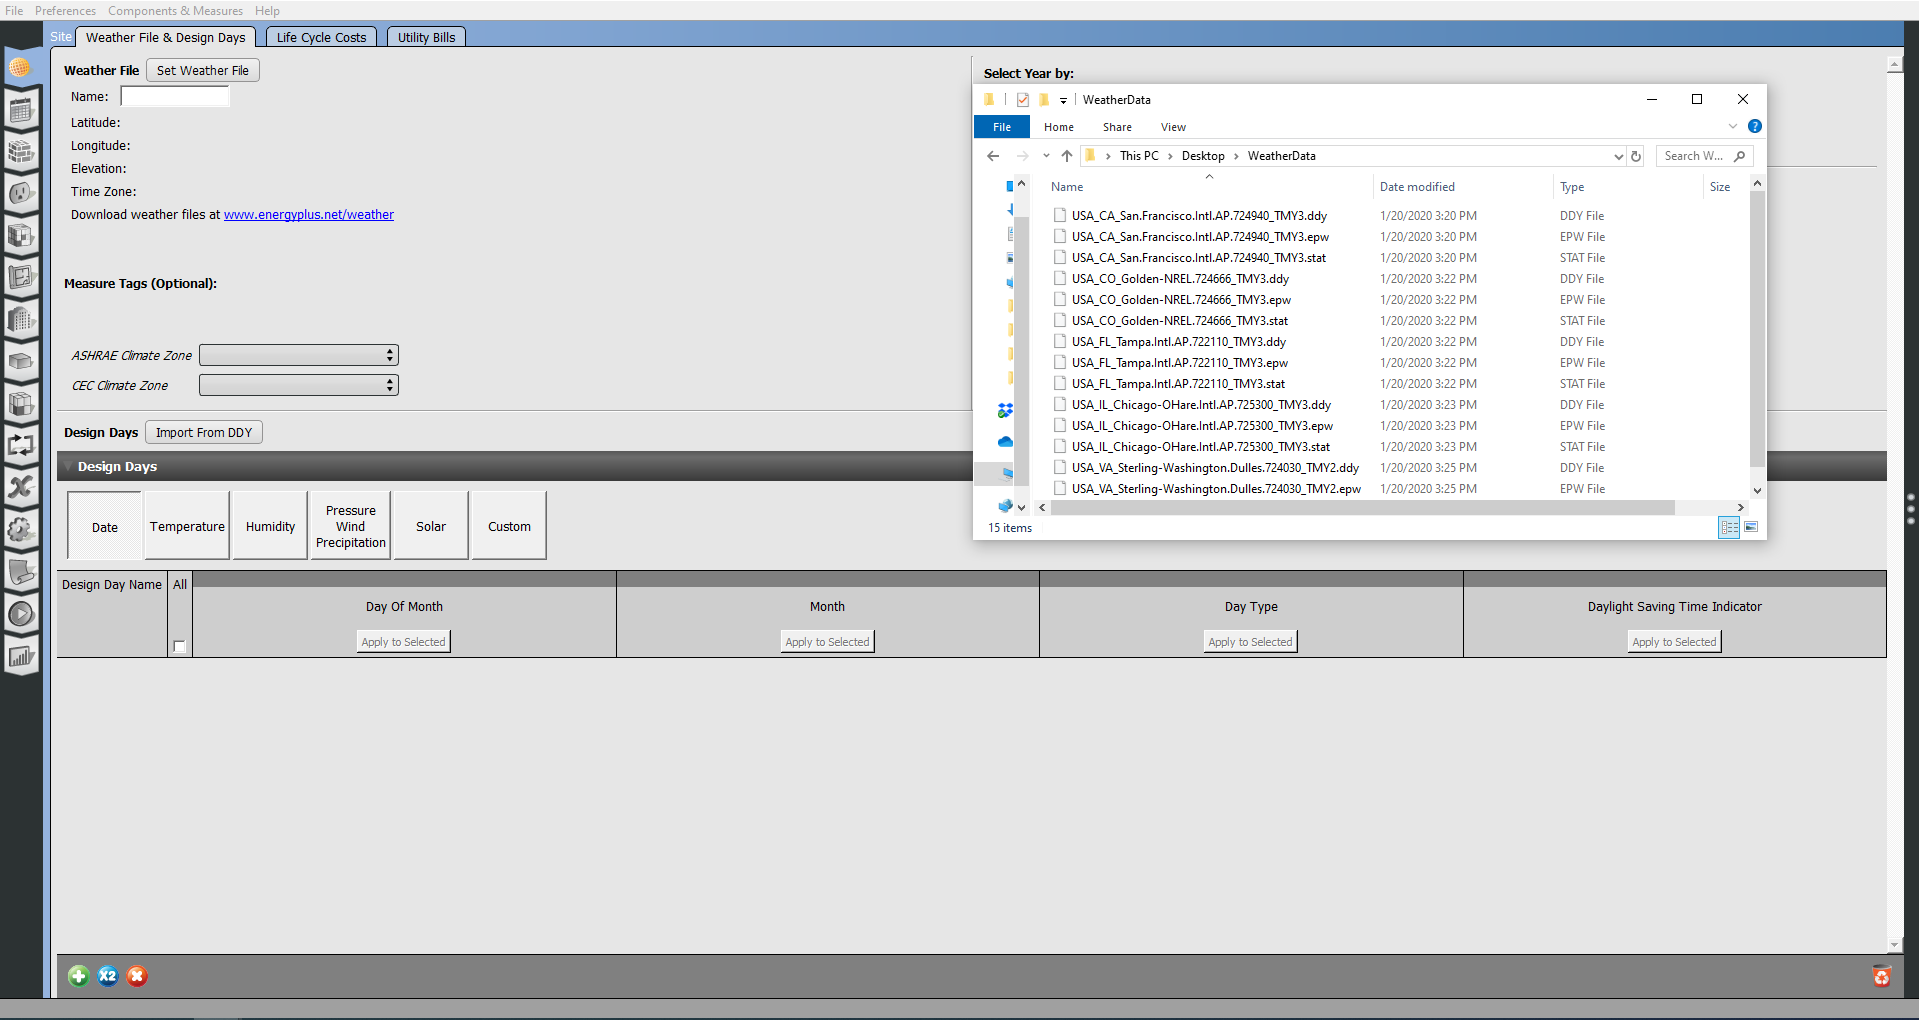 File Preferences Components & Measures Help
Site Weather File & Design Days Life Cycle Costs Utility Bills
Weather File Set Weather File
Name:
Latitude:
Longitude:
Elevation:
Time Zone:
Download weather files at www.energyplus.net/weather
Measure Tags (Optional):
ASHRAE Climate Zone
CEC Climate Zone
Select Year by:
WeatherData
File Home Share View
This PC Desktop WeatherData Search W...
Name Date modified Type Size
USA_CA_San.Francisco.Intl.AP.724940_TMY3.ddy 1/20/2020 3:20 PM DDY File
USA_CA_San.Francisco.Intl.AP.724940_TMY3.epw 1/20/2020 3:20 PM EPW File
USA_CA_San.Francisco.Intl.AP.724940_TMY3.stat 1/20/2020 3:20 PM STAT File
USA_CO_Golden-NREL.724666_TMY3.ddy 1/20/2020 3:22 PM DDY File
USA_CO_Golden-NREL.724666_TMY3.epw 1/20/2020 3:22 PM EPW File
USA_CO_Golden-NREL.724666_TMY3.stat 1/20/2020 3:22 PM STAT File
USA_FL_Tampa.Intl.AP.722110_TMY3.ddy 1/20/2020 3:22 PM DDY File
USA_FL_Tampa.Intl.AP.722110_TMY3.epw 1/20/2020 3:22 PM EPW File
USA_FL_Tampa.Intl.AP.722110_TMY3.stat 1/20/2020 3:22 PM STAT File
USA_IL_Chicago-OHare.Intl.AP.725300_TMY3.ddy 1/20/2020 3:23 PM DDY File
USA_IL_Chicago-OHare.Intl.AP.725300_TMY3.epw 1/20/2020 3:23 PM EPW File
USA_IL_Chicago-OHare.Intl.AP.725300_TMY3.stat 1/20/2020 3:23 PM STAT File
USA_VA_Sterling-Washington.Dulles.724030_TMY2.ddy 1/20/2020 3:25 PM DDY File
USA_VA_Sterling-Washington.Dulles.724030_TMY2.epw 1/20/2020 3:25 PM EPW File
15 items
Design Days Import From DDY
Design Days
Date Temperature Humidity Pressure Wind Precipitation Solar Custom
Design Day Name All
Day Of Month Month Day Type Daylight Saving Time Indicator
Apply to Selected Apply to Selected Apply to Selected Apply to Selected
X2